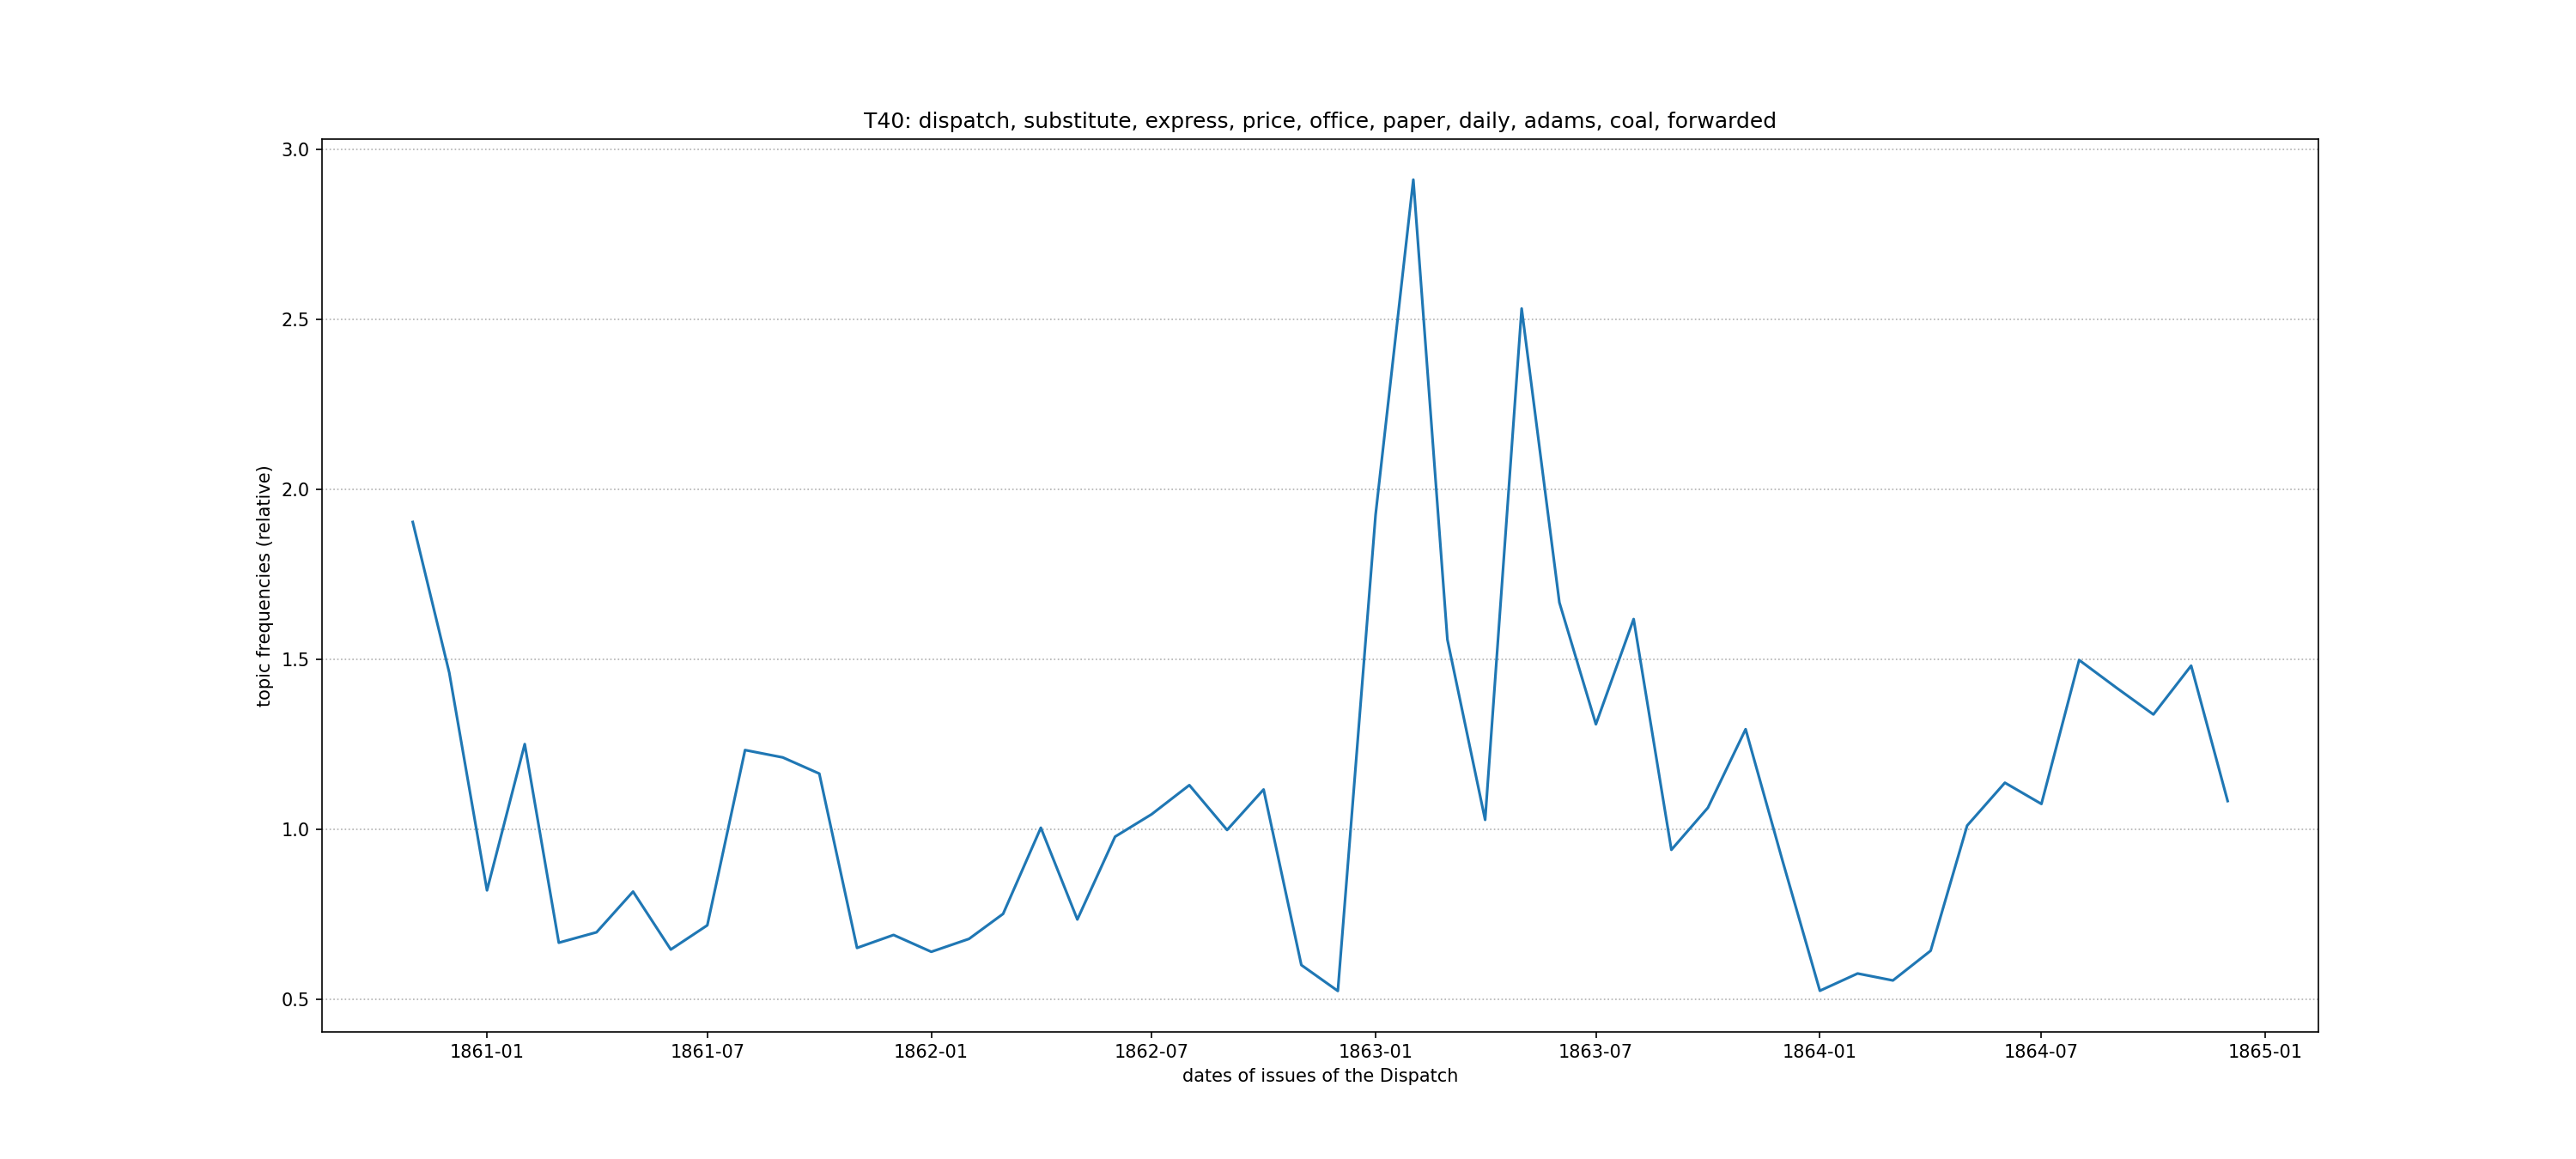 T40: dispatch, substitute, express, price, office, paper, daily, adams, coal, forwarded
topic frequencies (relative)
3.0
2.5
2.0
1.5
1.0
0.5
1861-01 1861-07 1862-01 1862-07 1863-01 1863-07 1864-01 1864-07 1865-01
dates of issues of the Dispatch